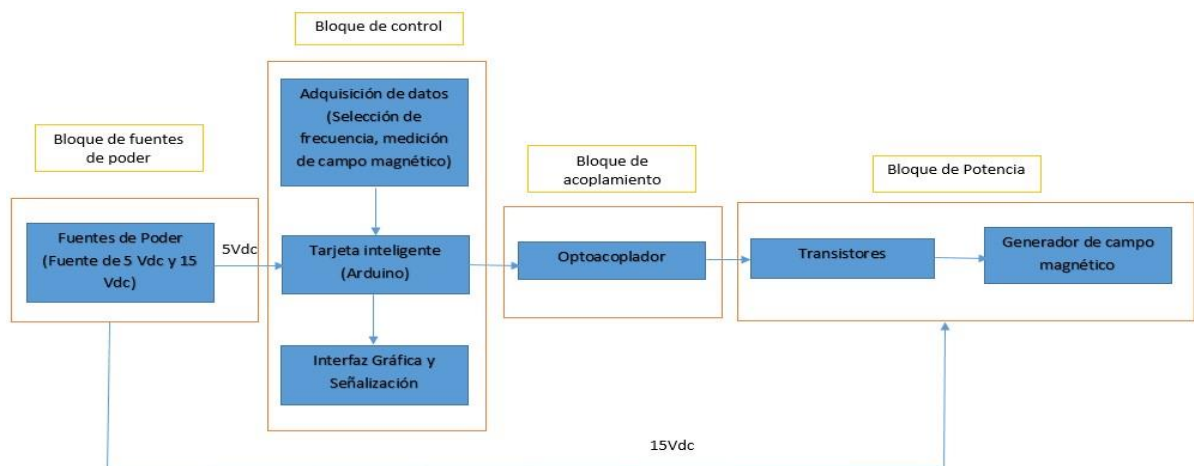 Bloque de control
Adquisición de datos
(Selección de
frecuencia, medición
de campo magnético)
Bloque de fuentes
de poder
Bloque de
acoplamiento
Bloque de Potencia
Fuentes de Poder
(Fuente de 5 Vdc y 15
Vdc)
5Vdc
Tarjeta inteligente
(Arduino)
Optoacoplador
Transistores
Generador de campo
magnético
Interfaz Gráfica y
Señalización
15Vdc